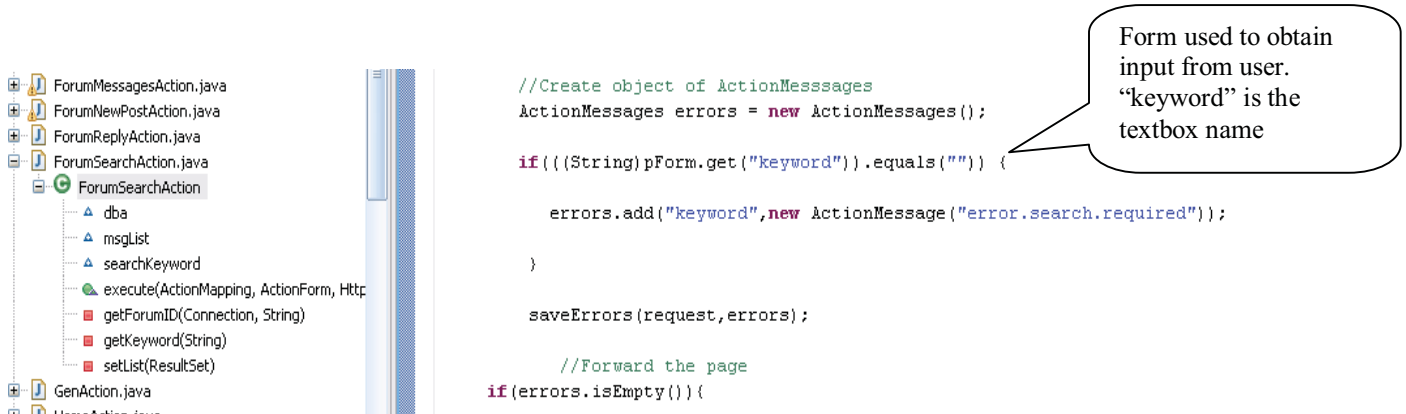 Form used to obtain
input from user.
“keyword” is the
textbox name
ForumMessagesAction.java
ForumNewPostAction.java
ForumReplyAction.java
ForumSearchAction.java
ForumSearchAction
dba
msgList
searchKeyword
execute(ActionMapping, ActionForm, Http
getForumID(Connection, String)
getKeyword(String)
setList(ResultSet)
GenAction.java
//Create object of ActionMesssages
ActionMessages errors = new ActionMessages();
if(((String)pForm.get("keyword")).equals("")) {
errors.add("keyword",new ActionMessage("error.search.required"));
}
saveErrors(request,errors);
//Forward the page
if(errors.isEmpty()){